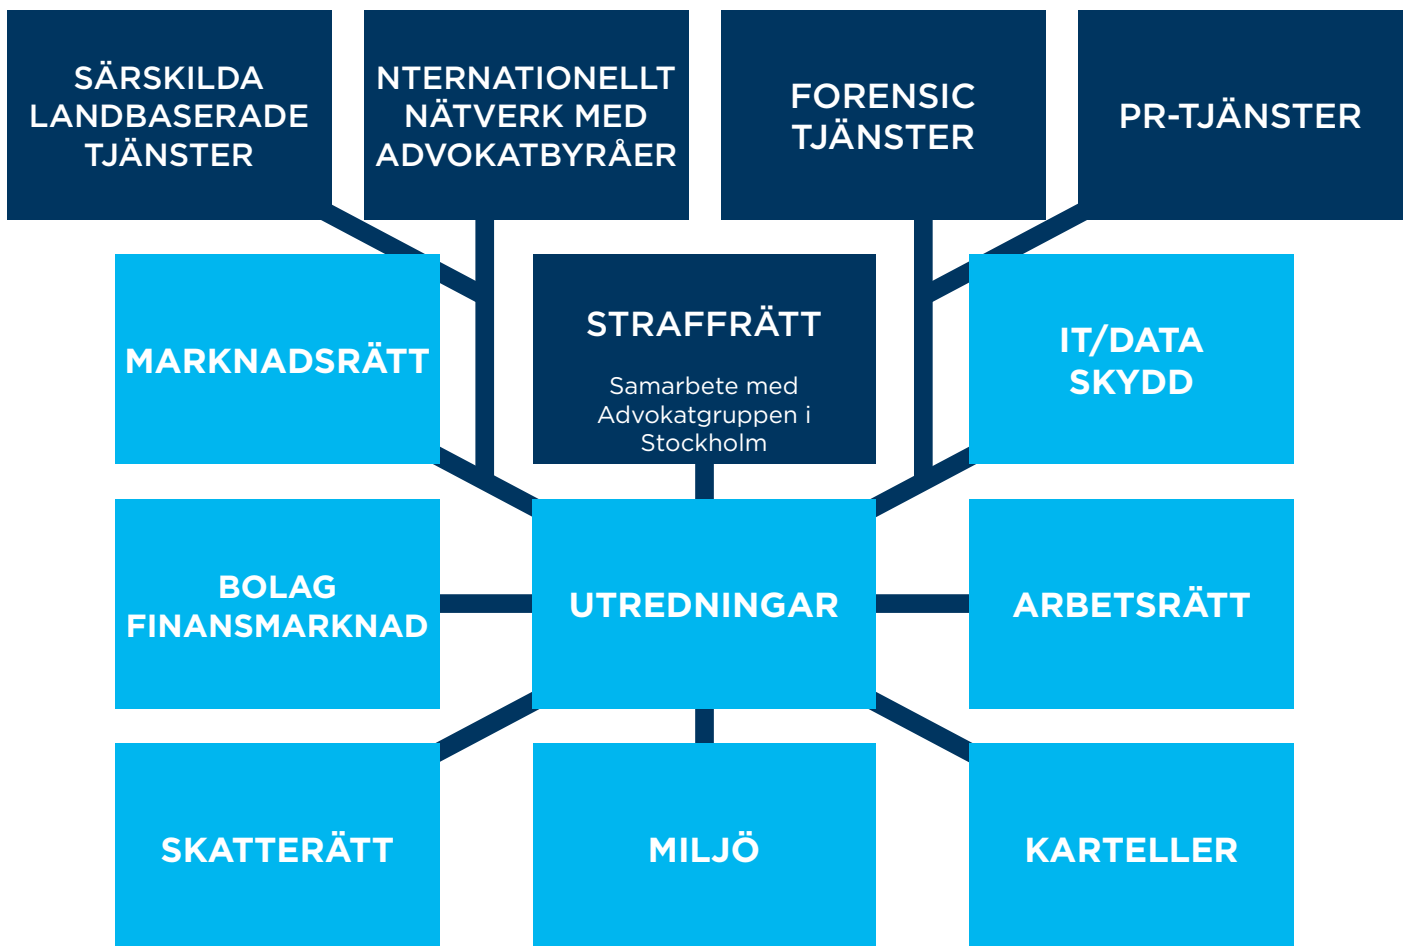 SÄRSKILDA
LANDBASERADE
TJÄNSTER
NTERNATIONELLT
NÄTVERK MED
ADVOKATBYRÅER
FORENSIC
TJÄNSTER
PR-TJÄNSTER
MARKNADSRÄTT
STRAFFRÄTT
Samarbete med
Advokatgruppen i
Stockholm
IT/DATA
SKYDD
BOLAG
FINANSMARKNAD
UTREDNINGAR
ARBETSRÄTT
SKATTERÄTT
MILJÖ
KARTELLER